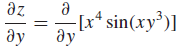 ∂z/∂y = ∂/∂y [x⁴ sin(xy³)]